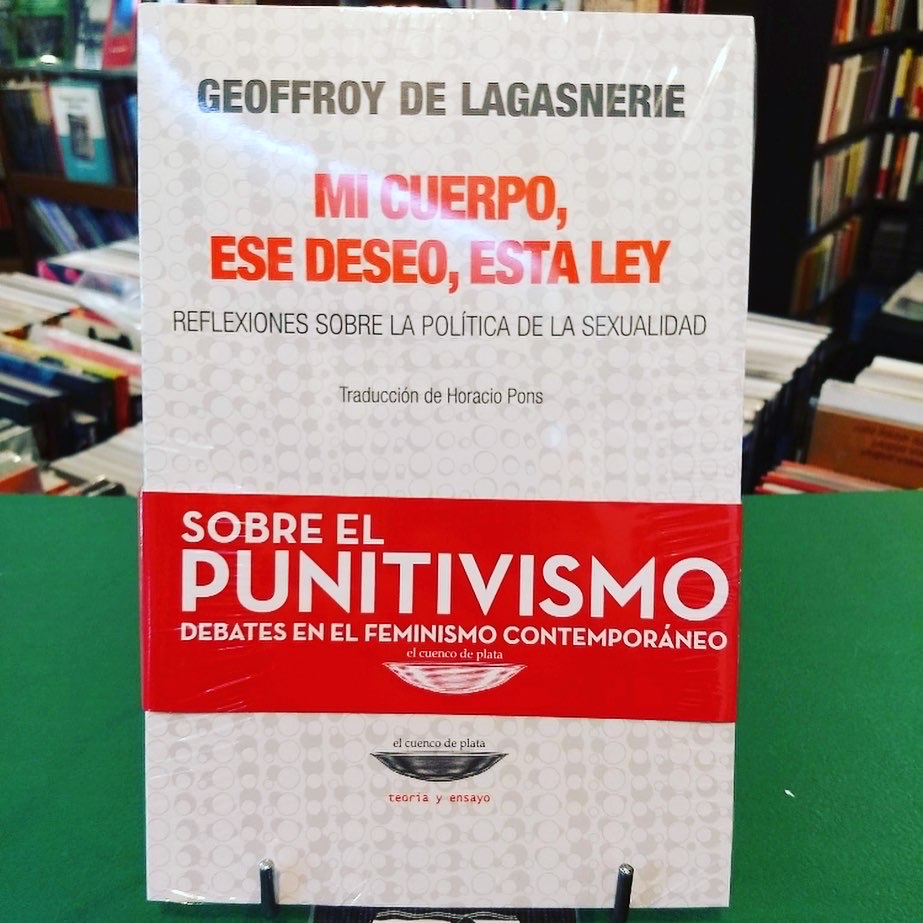 GEOFFROY DE LAGASNERIE
MI CUERPO,
ESE DESEO, ESTA LEY
REFLEXIONES SOBRE LA POLÍTICA DE LA SEXUALIDAD
Traducción de Horacio Pons
SOBRE EL
PUNITIVISMO
DEBATES EN EL FEMINISMO CONTEMPORÁNEO
el cuenco de plata
el cuenco de plata
teoría y ensayo